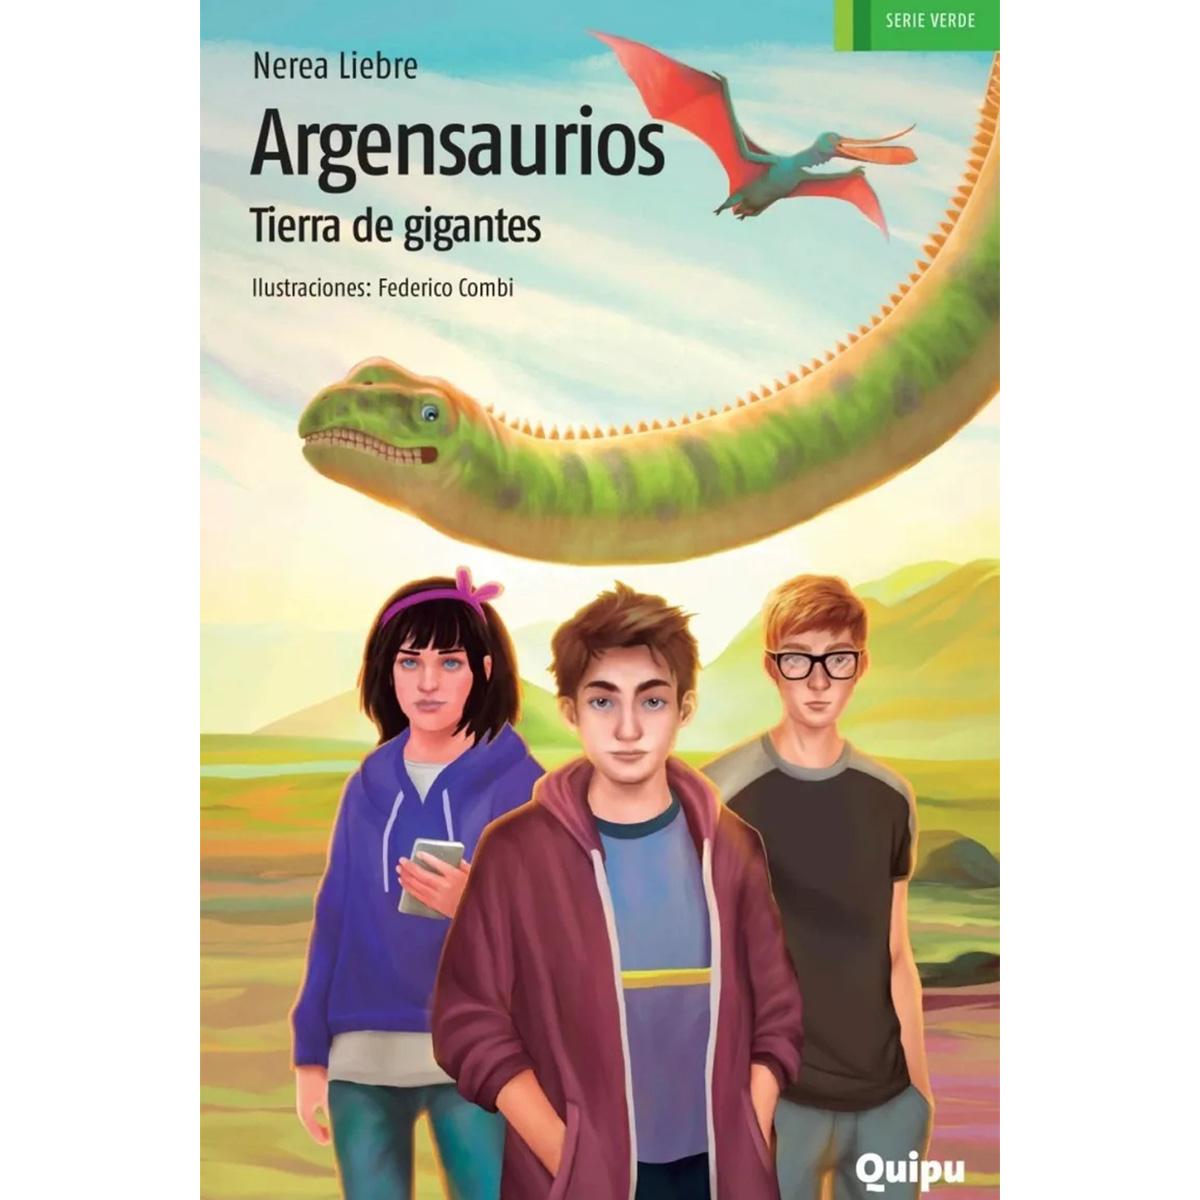 SERIE VERDE
Nerea Liebre
Argensaurios
Tierra de gigantes
Ilustraciones: Federico Combi
Quipu